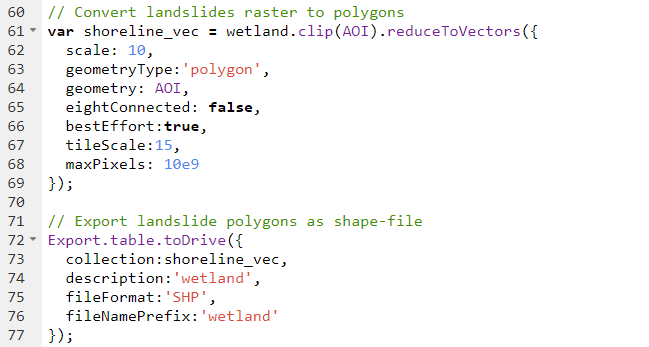 60 // Convert landslides raster to polygons
61 var shoreline_vec = wetland.clip(AOI).reduceToVectors({
62   scale: 10,
63   geometryType:'polygon',
64   geometry: AOI,
65   eightConnected: false,
66   bestEffort:true,
67   tileScale:15,
68   maxPixels: 10e9
69 });
70
71 // Export landslide polygons as shape-file
72 Export.table.toDrive({
73   collection:shoreline_vec,
74   description:'wetland',
75   fileFormat:'SHP',
76   fileNamePrefix:'wetland'
77 });